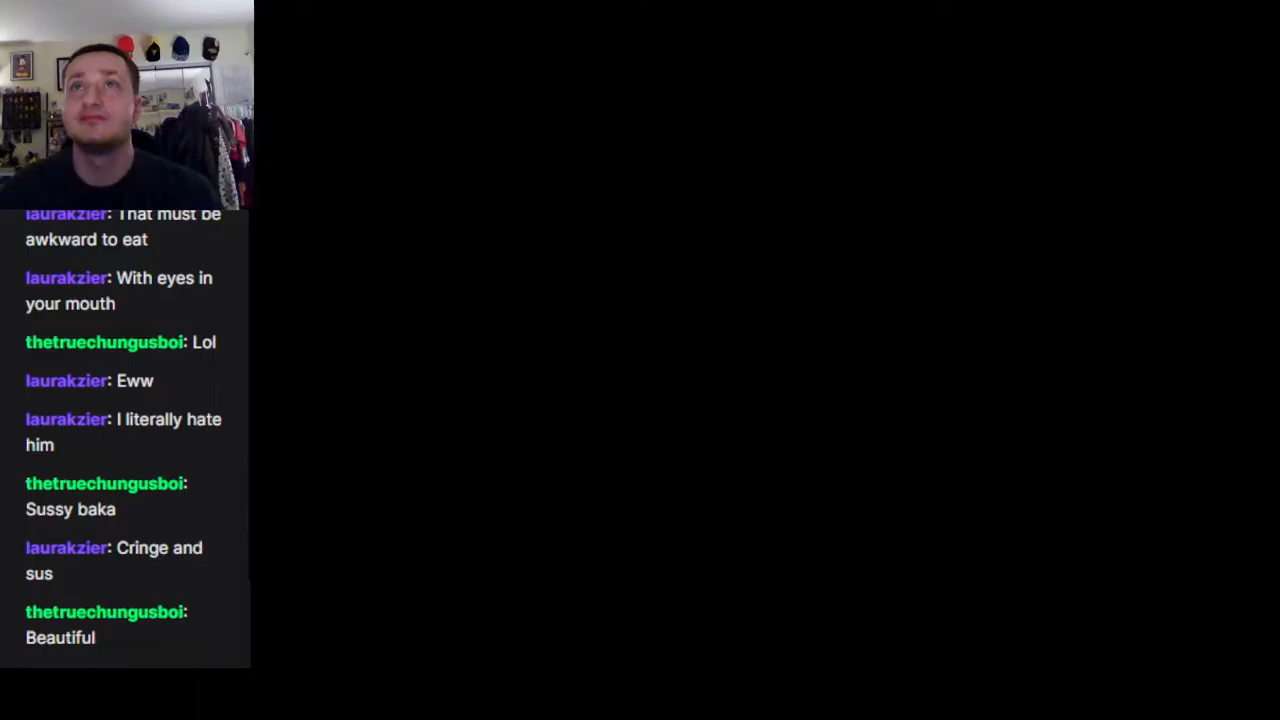 laurakzier: That must be
awkward to eat
laurakzier: With eyes in
your mouth
thetruechungusboi: Lol
laurakzier: Eww
laurakzier: I literally hate
him
thetruechungusboi:
Sussy baka
laurakzier: Cringe and
sus
thetruechungusboi:
Beautiful